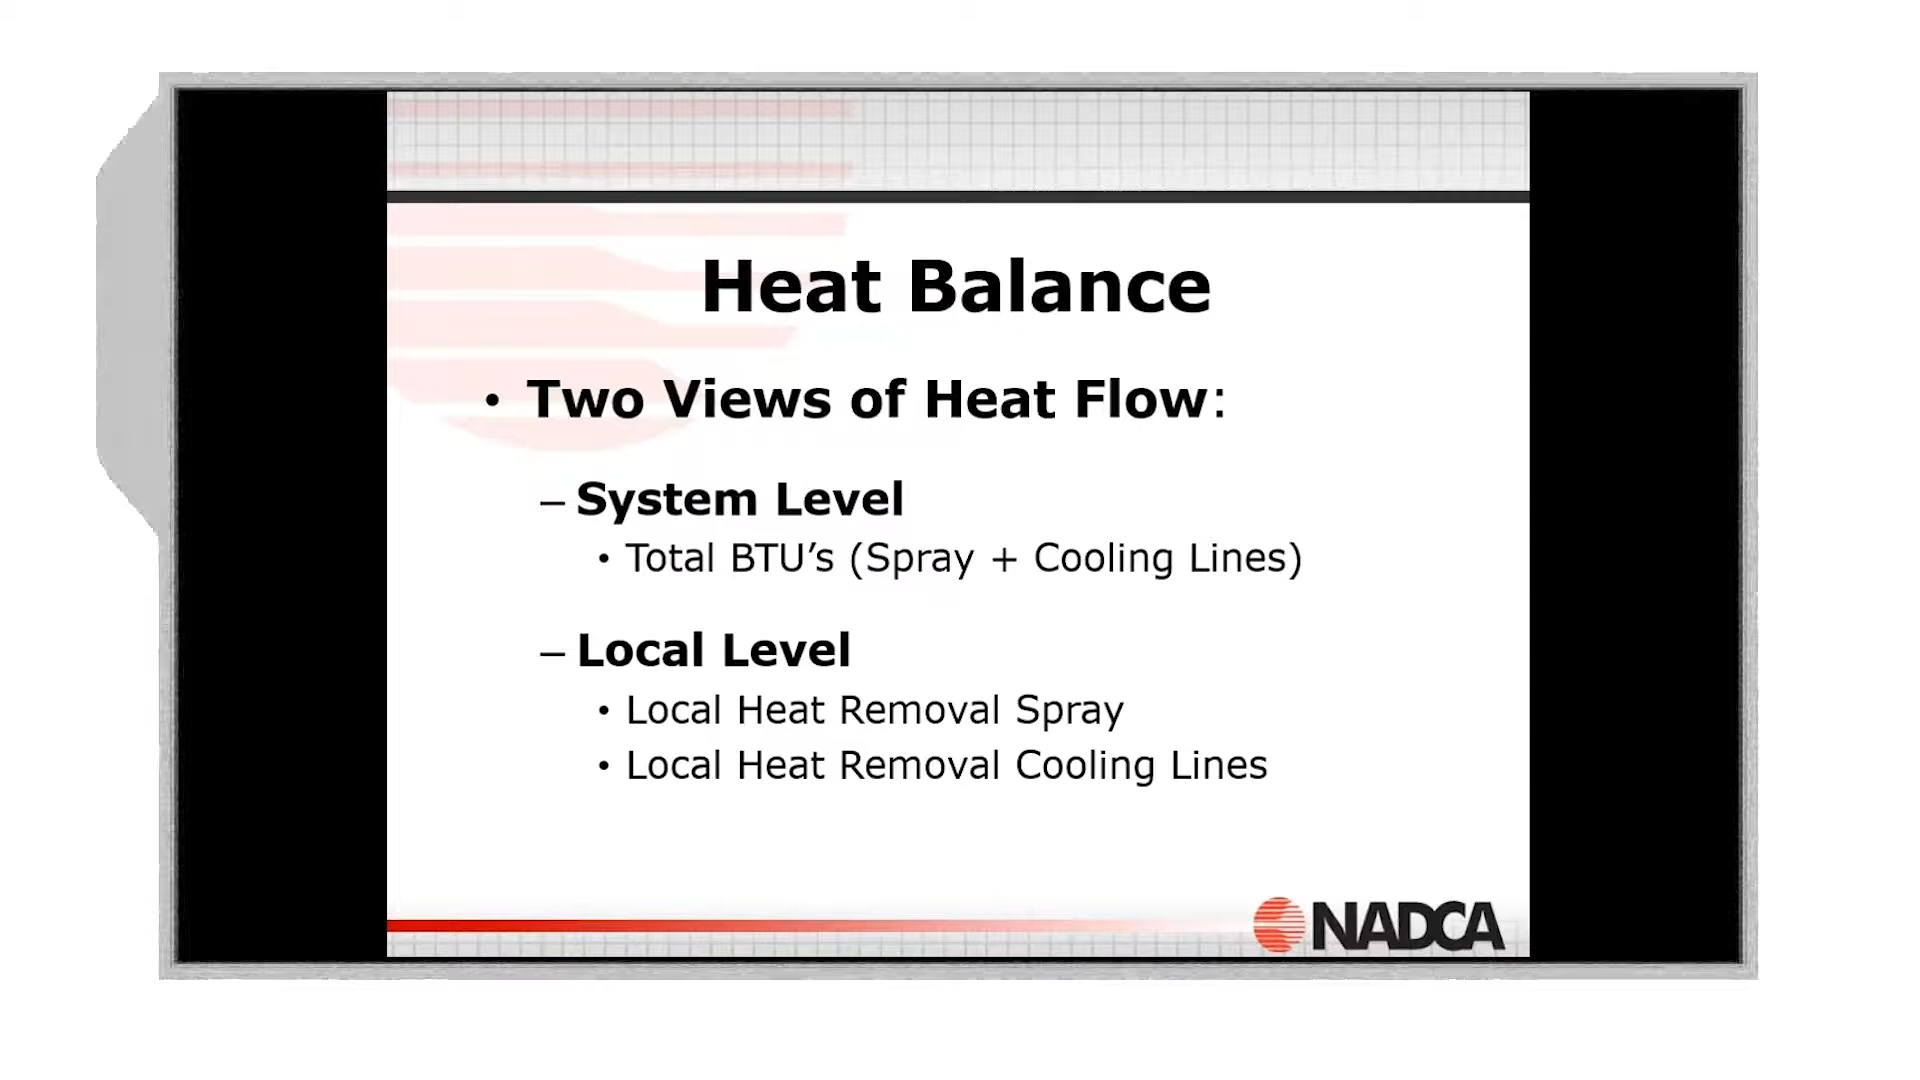 Heat Balance
• Two Views of Heat Flow:
– System Level
• Total BTU’s (Spray + Cooling Lines)
– Local Level
• Local Heat Removal Spray
• Local Heat Removal Cooling Lines
NADCA